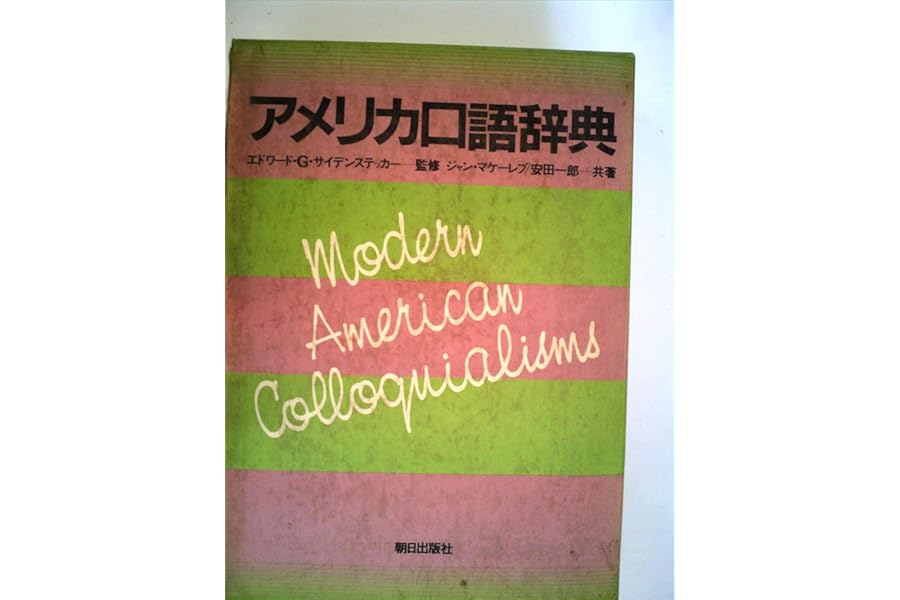 アメリカ口語辞典
エドワード・G・サイデンステッカー―監修 ジャン・マケーレブ/安田一郎―共著
Modern
American
Colloquialisms
朝日出版社